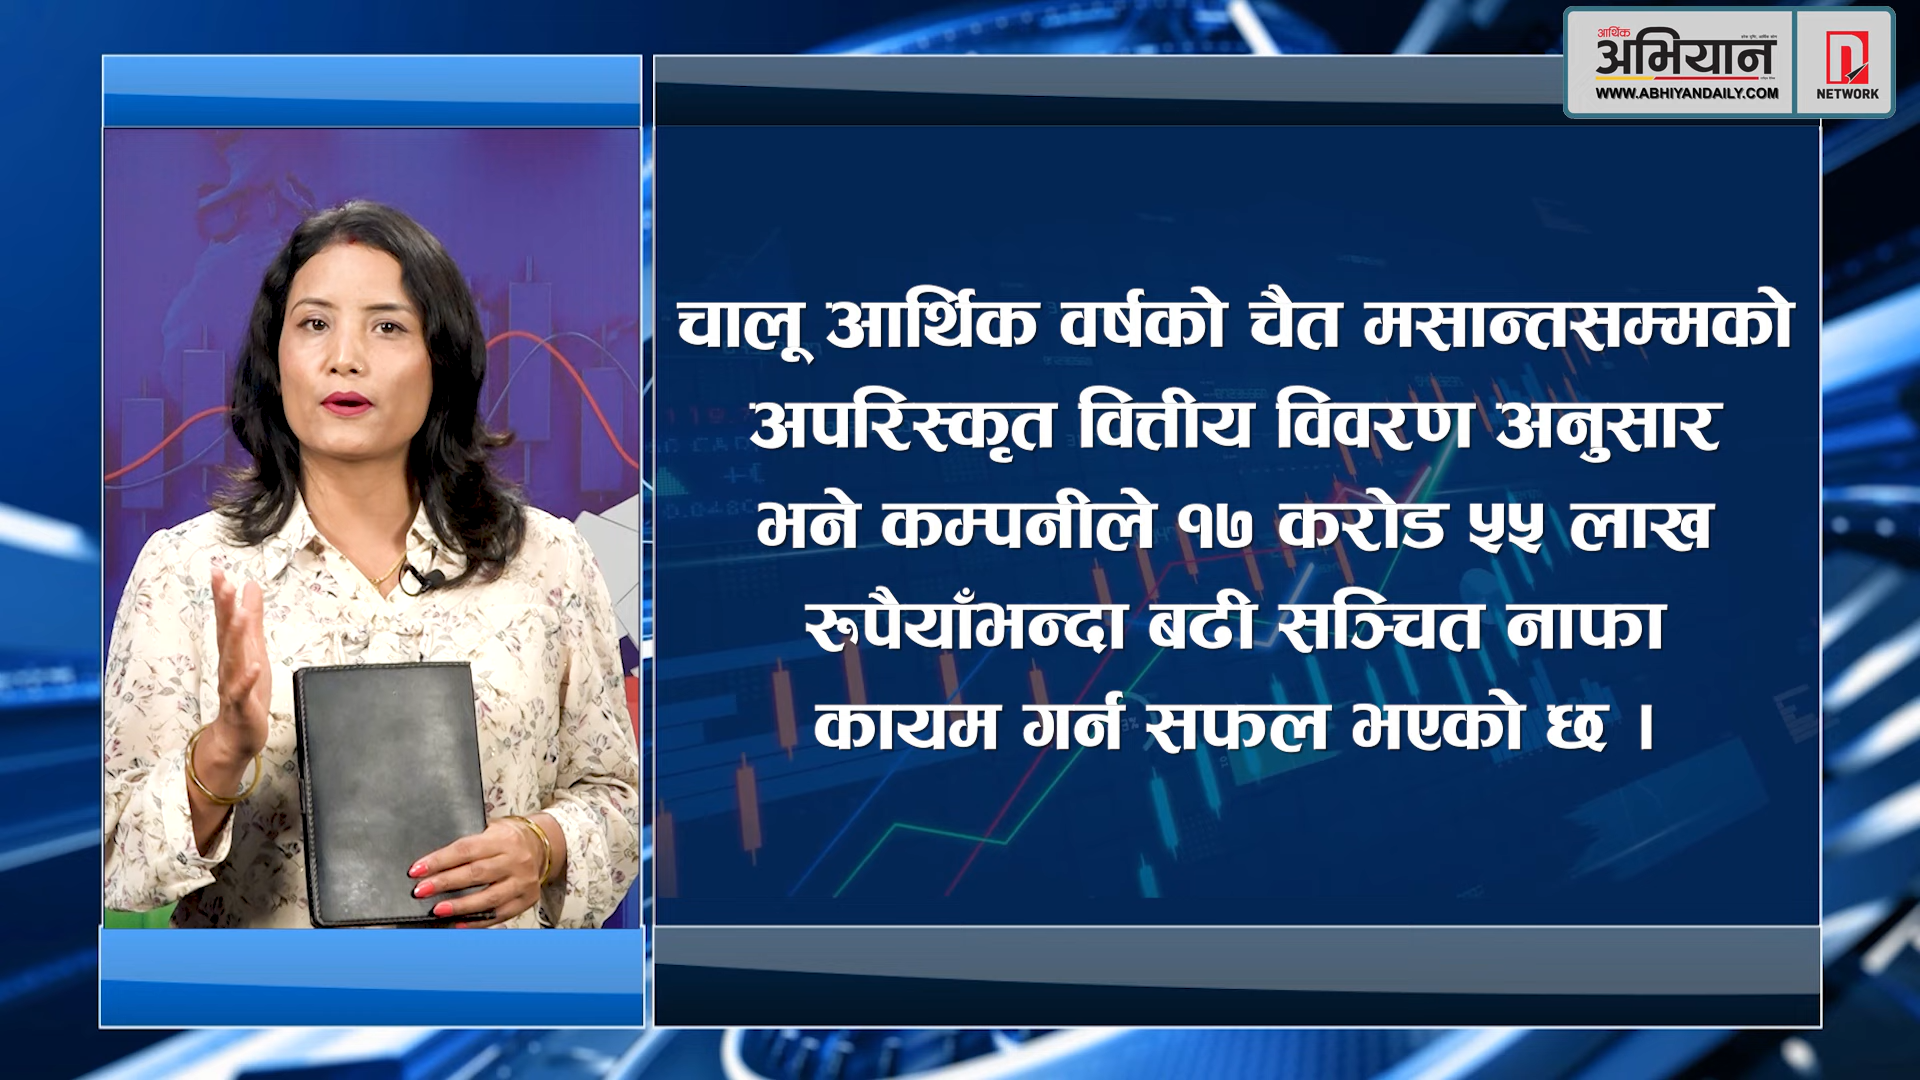 आर्थिक
अभियान
WWW.ABHIYANDAILY.COM
NETWORK
चालू आर्थिक वर्षको चैत मसान्तसम्मको
अपरिस्कृत वित्तीय विवरण अनुसार
भने कम्पनीले १७ करोड ५५ लाख
रुपैयाँभन्दा बढी सञ्चित नाफा
कायम गर्न सफल भएको छ ।